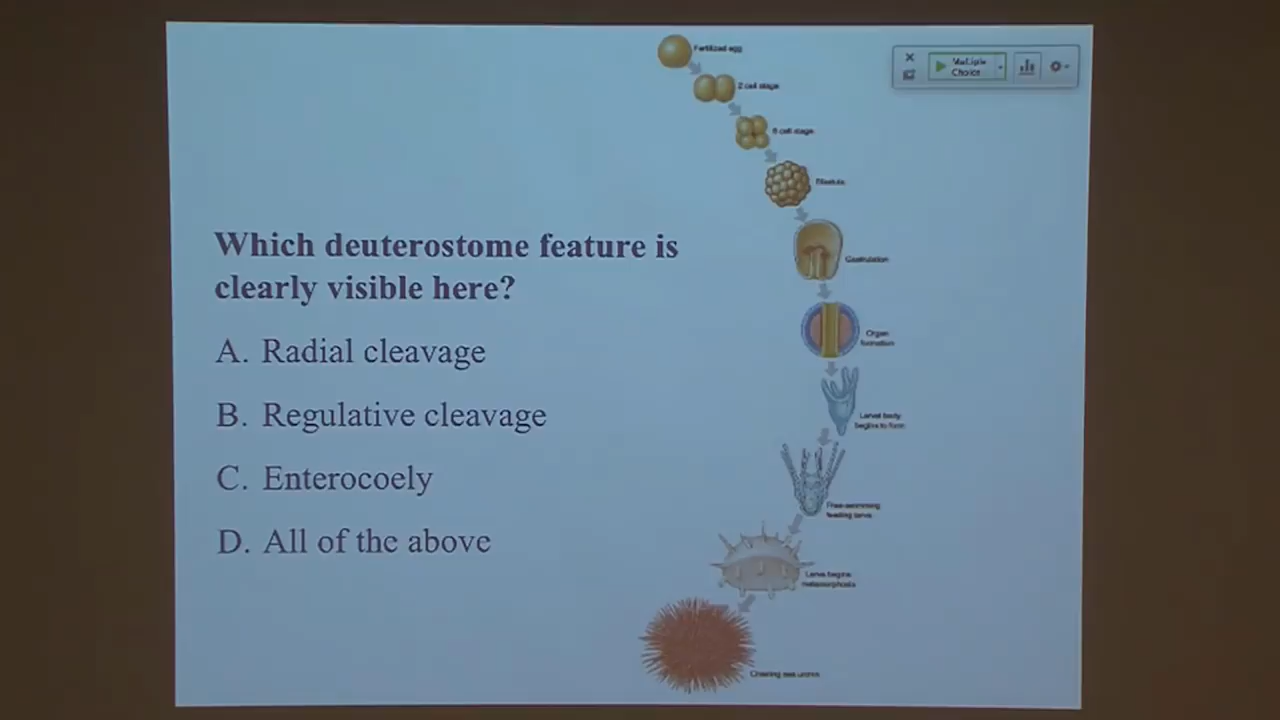 Fertilized egg
Multiple
Choice
2 cell stage
8 cell stage
Blastula
Which deuterostome feature is
clearly visible here?
Gastrulation
A. Radial cleavage
Organ
formation
B. Regulative cleavage
Larval body
begins to form
C. Enterocoely
Free-swimming
feeding larva
D. All of the above
Larva begins
metamorphosis
sea urchin